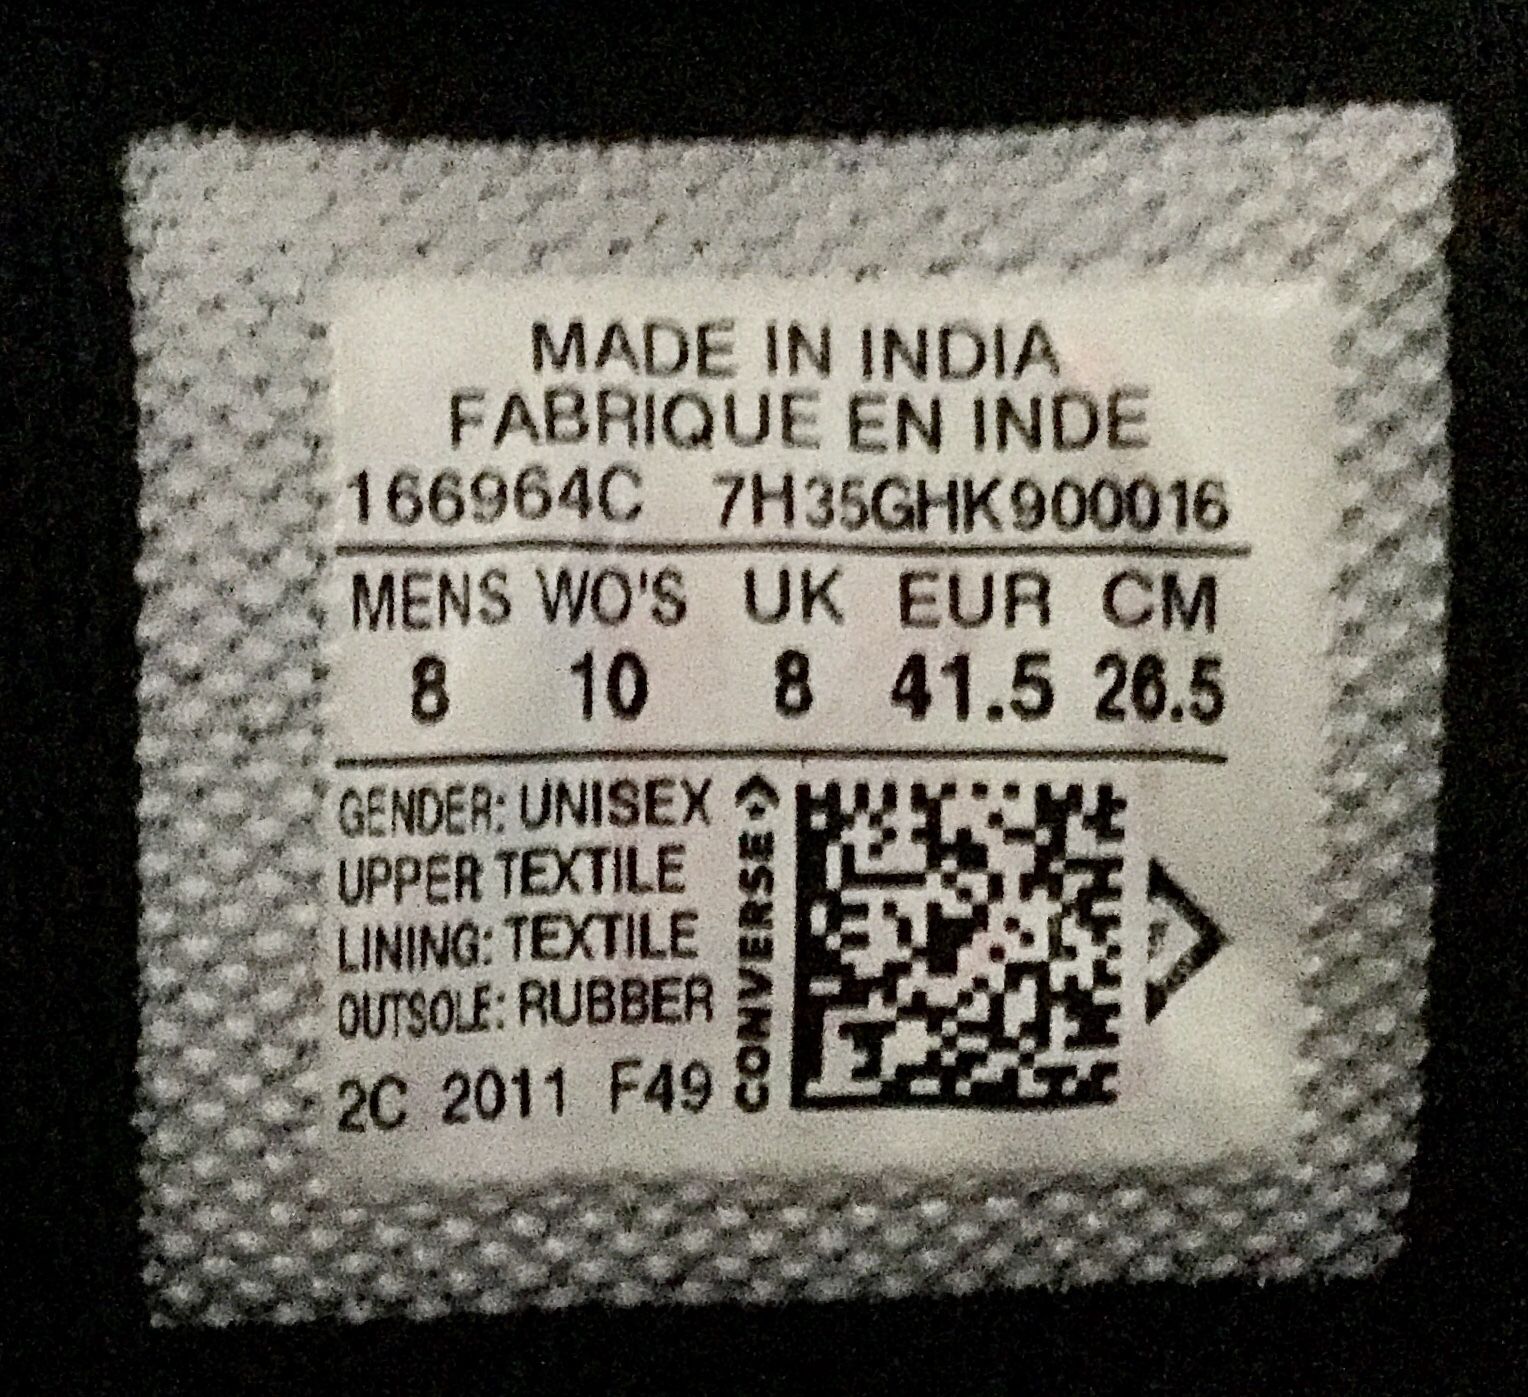 MADE IN INDIA
FABRIQUE EN INDE
166964C 7H35GHK900016
MENS WO'S UK EUR CM
8 10 8 41.5 26.5
GENDER: UNISEX
UPPER TEXTILE
LINING: TEXTILE
OUTSOLE: RUBBER
2C 2011 F49
CONVERSE